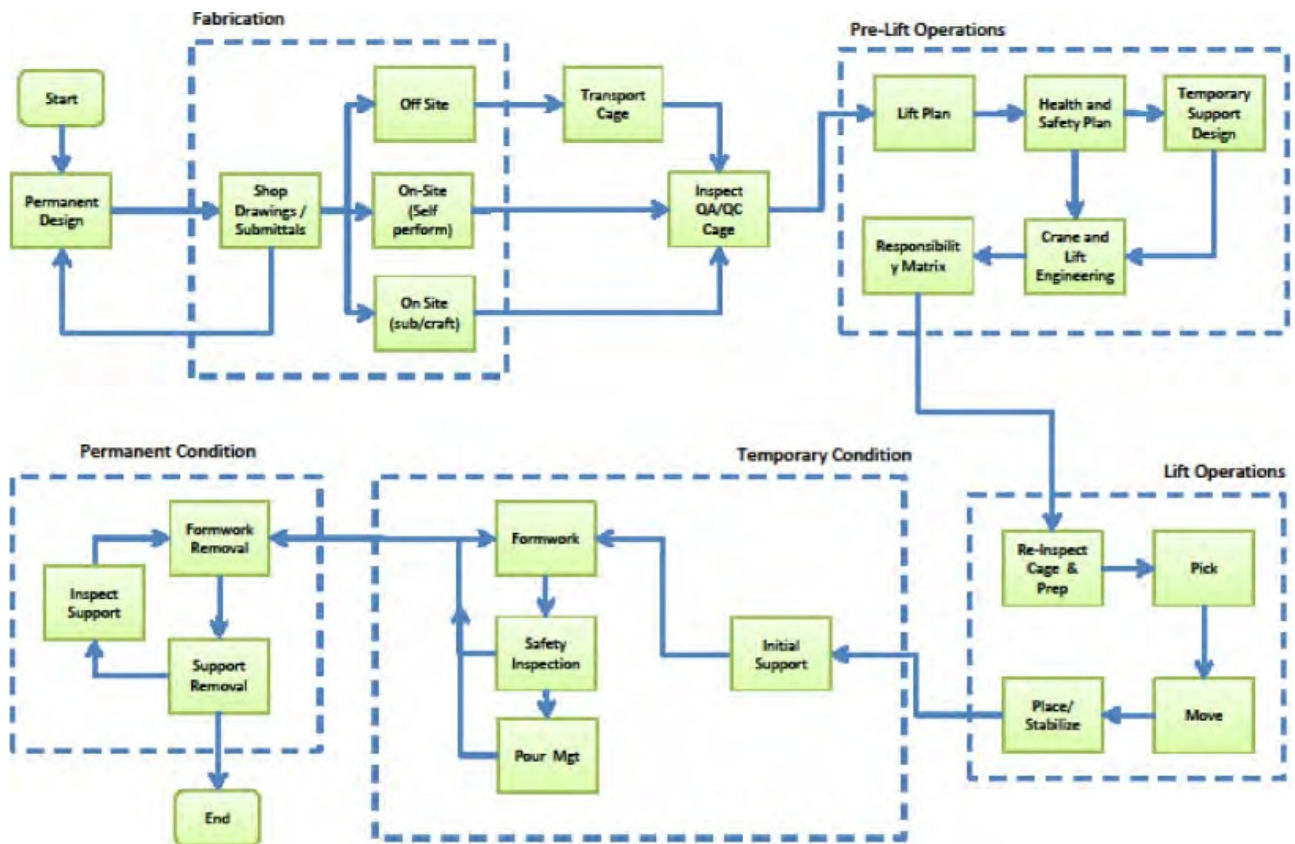 Fabrication
Pre-Lift Operations
Start
Off Site
Transport
Cage
Lift Plan
Health and
Safety Plan
Temporary
Support
Design
Permanent
Design
Shop
Drawings /
Submittals
On-Site
(Self
perform)
Inspect
QA/QC
Cage
Responsibilit
y Matrix
Crane and
Lift
Engineering
On Site
(sub/craft)
Permanent Condition
Temporary Condition
Lift Operations
Formwork
Removal
Formwork
Re-Inspect
Cage &
Prep
Pick
Inspect
Support
Safety
Inspection
Initial
Support
Support
Removal
Place/
Stabilize
Move
Pour Mgt
End